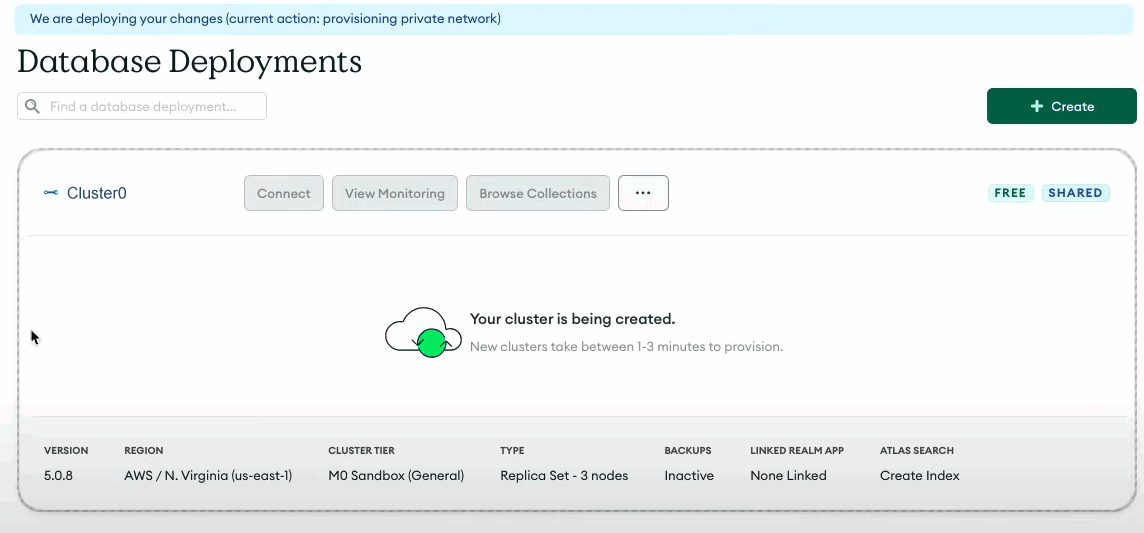 We are deploying your changes (current action: provisioning private network)
Database Deployments
Find a database deployment...
+ Create
Cluster0
Connect
View Monitoring
Browse Collections
...
FREE
SHARED
Your cluster is being created.
New clusters take between 1-3 minutes to provision.
VERSION REGION CLUSTER TIER TYPE BACKUPS LINKED REALM APP ATLAS SEARCH
5.0.8 AWS / N. Virginia (us-east-1) M0 Sandbox (General) Replica Set - 3 nodes Inactive None Linked Create Index